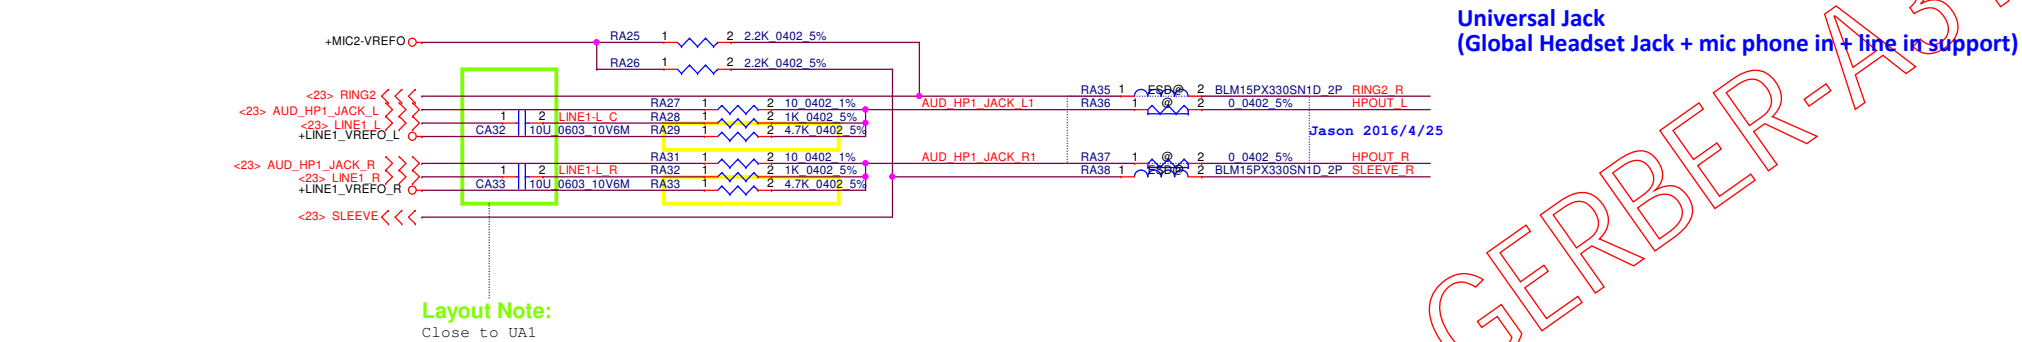 Universal Jack
(Global Headset Jack + mic phone in + line in support)
+MIC2-VREFO
RA25 1 2 2.2K_0402_5%
RA26 1 2 2.2K_0402_5%
<23> RING2
RA35 1 ESD@ 2 BLM15PX330SN1D_2P RING2_R
<23> AUD_HP1_JACK_L
RA27 1 2 10_0402_1%
AUD_HP1_JACK_L1
RA36 1 @ 2 0_0402_5% HPOUT_L
<23> LINE1_L
CA32 1 2 10U_0603_10V6M
LINE1-L_C
RA28 1 2 1K_0402_5%
+LINE1_VREFO_L
RA29 1 2 4.7K_0402_5%
Jason 2016/4/25
<23> AUD_HP1_JACK_R
RA31 1 2 10_0402_1%
AUD_HP1_JACK_R1
RA37 1 @ 2 0_0402_5% HPOUT_R
<23> LINE1_R
CA33 1 2 10U_0603_10V6M
LINE1-L_R
RA32 1 2 1K_0402_5%
RA38 1 ESD@ 2 BLM15PX330SN1D_2P SLEEVE_R
+LINE1_VREFO_R
RA33 1 2 4.7K_0402_5%
<23> SLEEVE
Layout Note:
Close to UA1